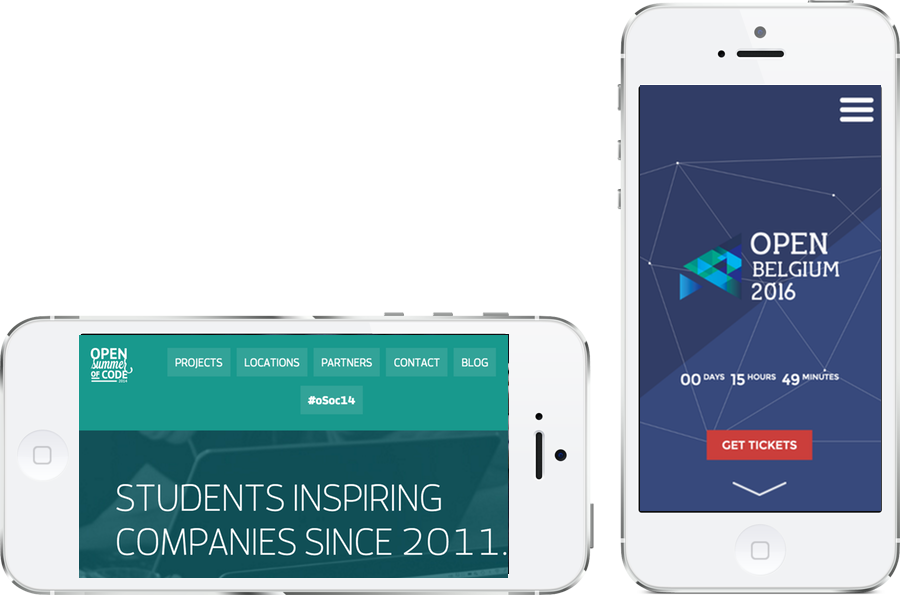 OPEN
summer
OF CODE
2014
PROJECTS
LOCATIONS
PARTNERS
CONTACT
BLOG
#oSoc14
STUDENTS INSPIRING
COMPANIES SINCE 2011.
OPEN
BELGIUM
2016
00 DAYS 15 HOURS 49 MINUTES
GET TICKETS